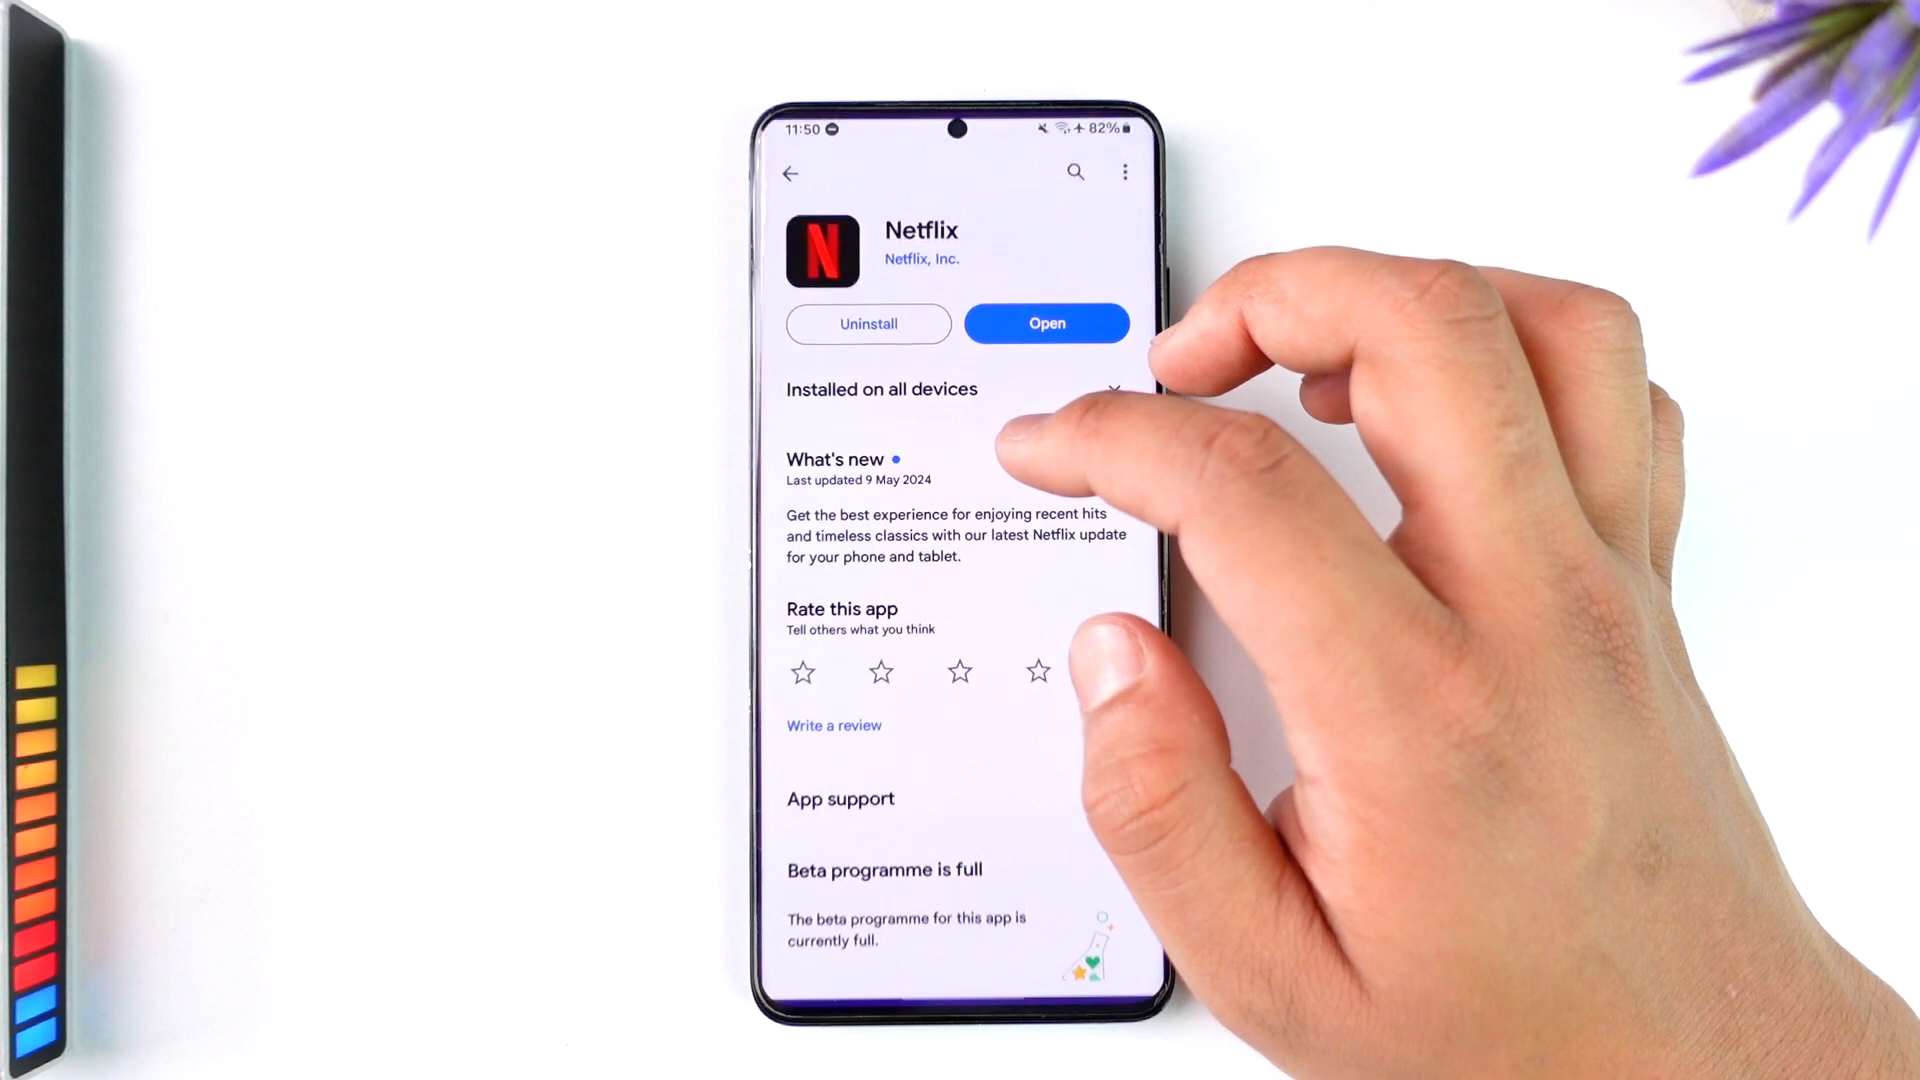 11:50
82%
N
Netflix
Netflix, Inc.
Uninstall
Open
Installed on all devices
What's new
Last updated 9 May 2024
Get the best experience for enjoying recent hits
and timeless classics with our latest Netflix update
for your phone and tablet.
Rate this app
Tell others what you think
Write a review
App support
Beta programme is full
The beta programme for this app is
currently full.